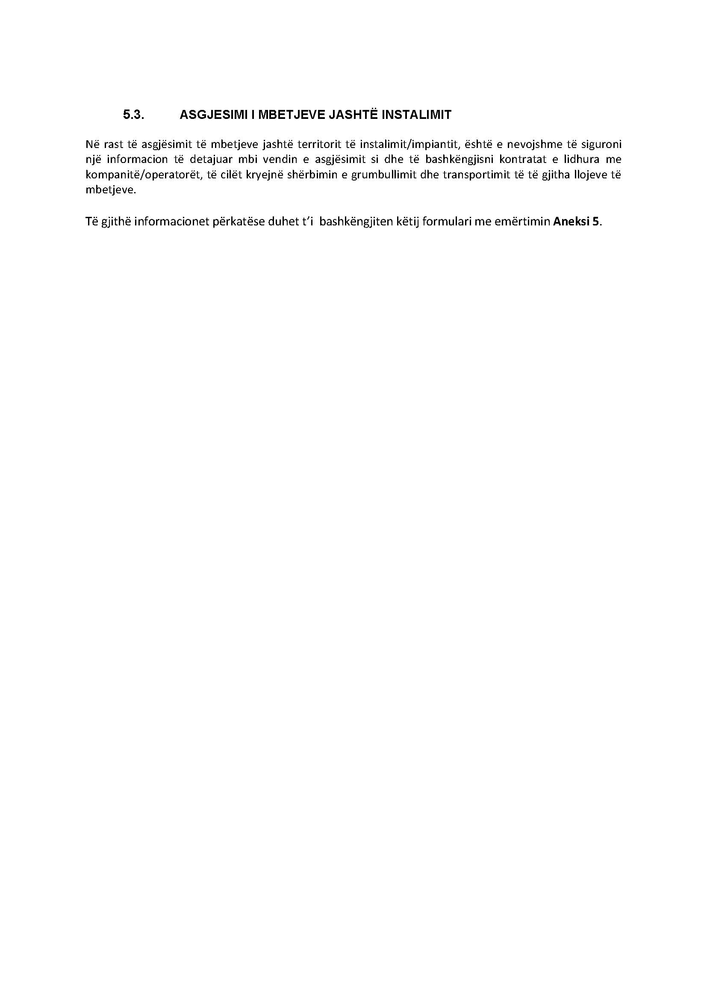 5.3. ASGJESIMI I MBETJEVE JASHTË INSTALIMIT
Në rast të asgjësimit të mbetjeve jashtë territorit të instalimit/impiantit, është e nevojshme të siguroni
një informacion të detajuar mbi vendin e asgjësimit si dhe të bashkëngjisni kontratat e lidhura me
kompanitë/operatorët, të cilët kryejnë shërbimin e grumbullimit dhe transportimit të të gjitha llojeve të
mbetjeve.
Të gjithë informacionet përkatëse duhet t’i  bashkëngjiten këtij formulari me emërtimin Aneksi 5.